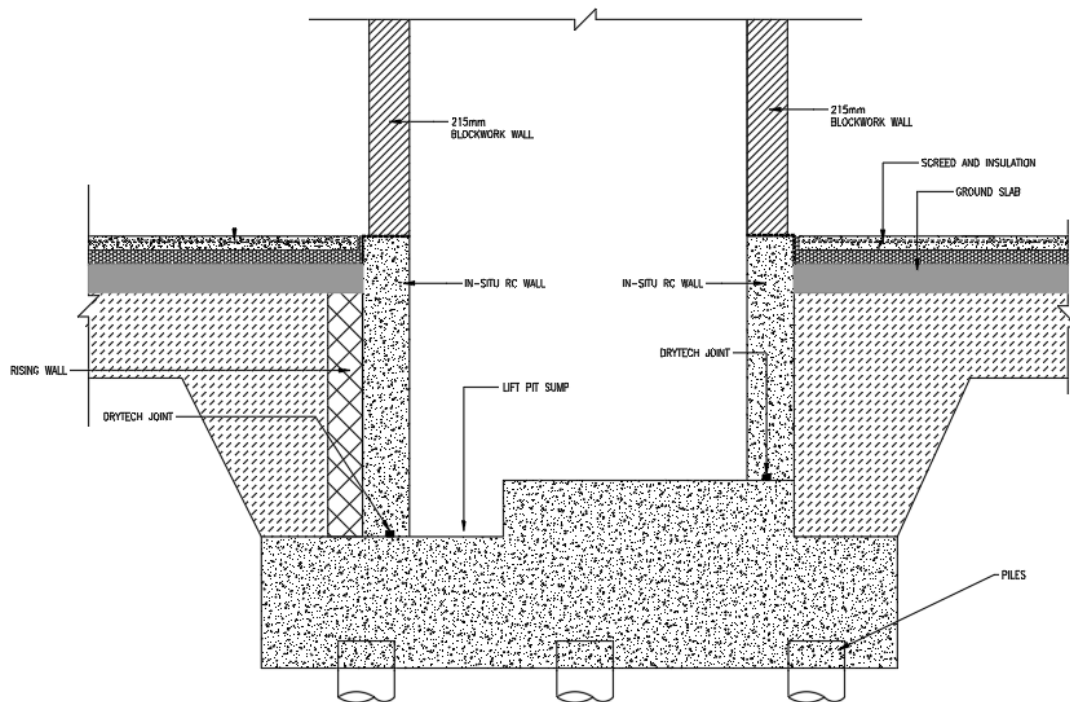 215mm
BLOCKWORK WALL
215mm
BLOCKWORK WALL
SCREED AND INSULATION
GROUND SLAB
IN-SITU RC WALL
IN-SITU RC WALL
DRYTECH JOINT
RISING WALL
LIFT PIT SUMP
DRYTECH JOINT
PILES